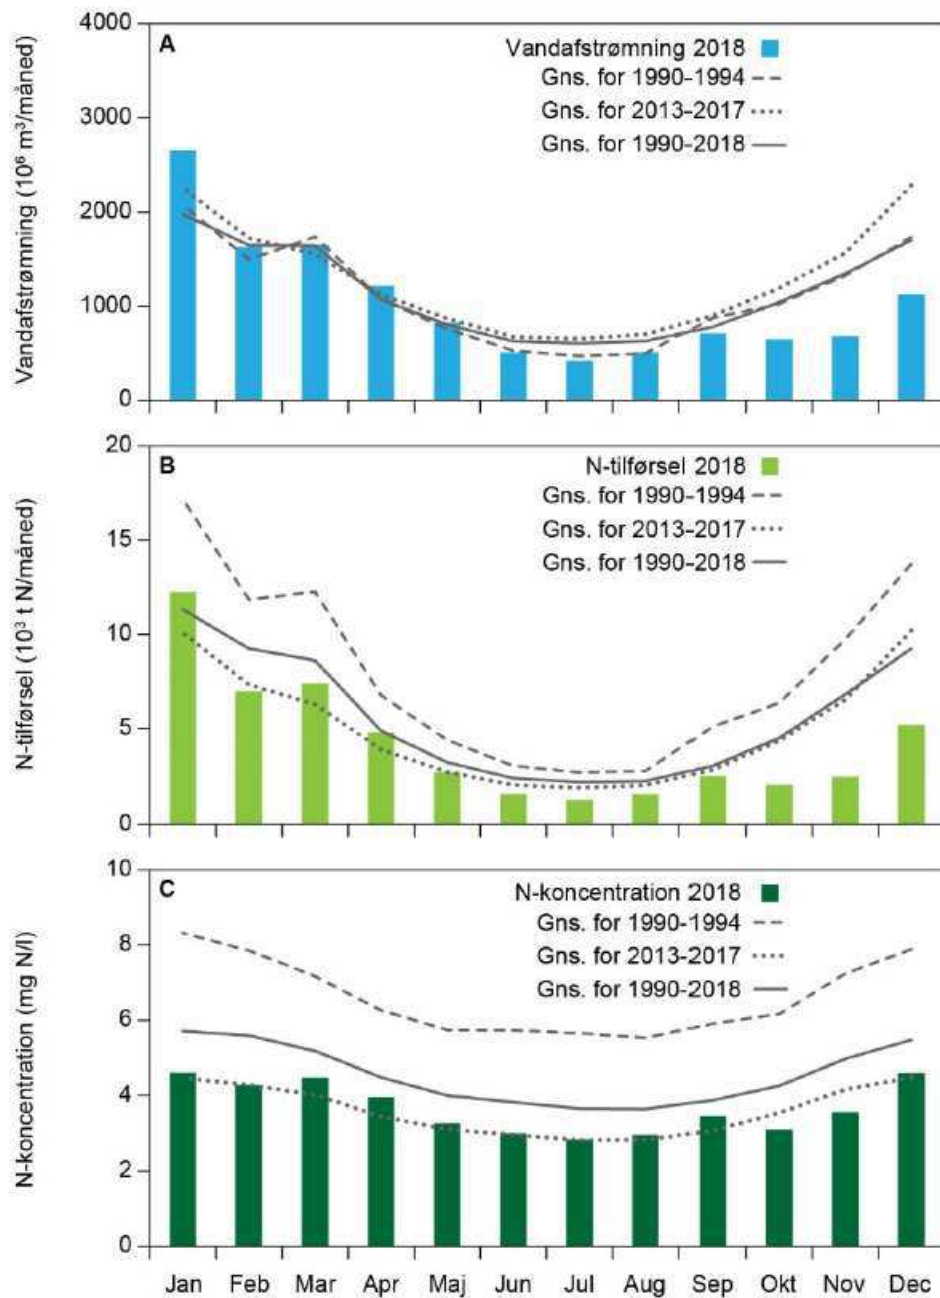 A
Vandafstrømning 2018
Gns. for 1990-1994
Gns. for 2013-2017
Gns. for 1990-2018
Vandafstrømning (10⁶ m³/måned)
4000
3000
2000
1000
0
B
N-tilførsel 2018
Gns. for 1990-1994
Gns. for 2013-2017
Gns. for 1990-2018
N-tilførsel (10³ t N/måned)
20
15
10
5
0
C
N-koncentration 2018
Gns. for 1990-1994
Gns. for 2013-2017
Gns. for 1990-2018
N-koncentration (mg N/l)
10
8
6
4
2
0
Jan Feb Mar Apr Maj Jun Jul Aug Sep Okt Nov Dec